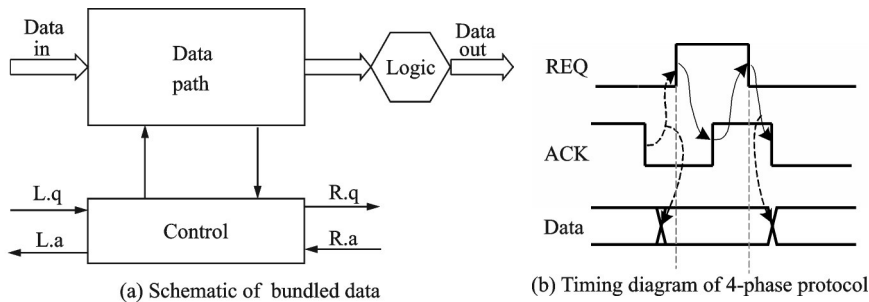 Data
in
Data
path
Logic
Data
out
L.q
L.a
Control
R.q
R.a
(a) Schematic of bundled data
REQ
ACK
Data
(b) Timing diagram of 4-phase protocol